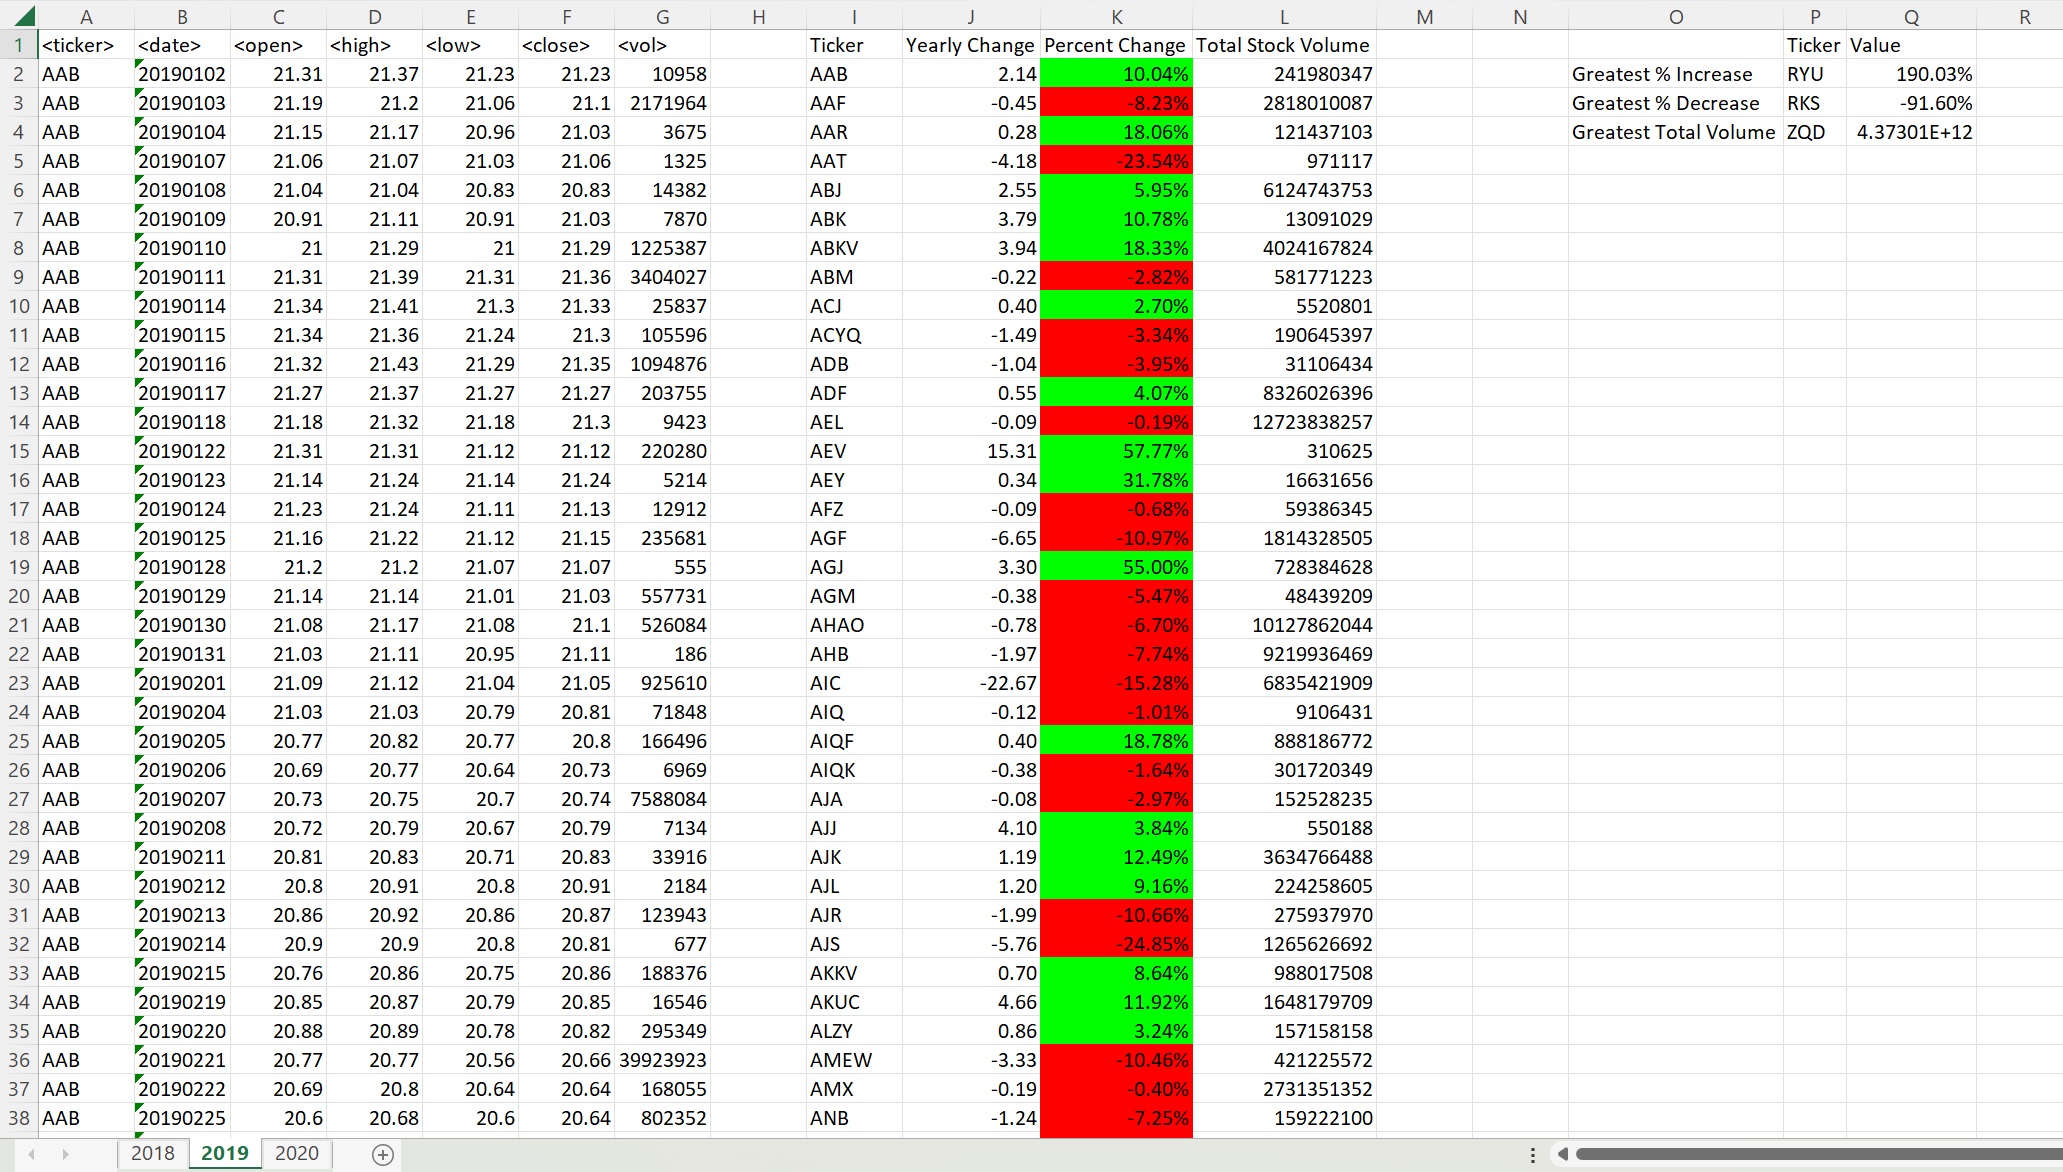 A B C D E F G H I J K L M N O P Q R
1 <ticker> <date> <open> <high> <low> <close> <vol> Ticker Yearly Change Percent Change Total Stock Volume Ticker Value
2 AAB 20190102 21.31 21.37 21.23 21.23 10958 AAB 2.14 10.04% 241980347 Greatest % Increase RYU 190.03%
3 AAB 20190103 21.19 21.2 21.06 21.1 2171964 AAF -0.45 -8.23% 2818010087 Greatest % Decrease RKS -91.60%
4 AAB 20190104 21.15 21.17 20.96 21.03 3675 AAR 0.28 18.06% 121437103 Greatest Total Volume ZQD 4.37301E+12
5 AAB 20190107 21.06 21.07 21.03 21.06 1325 AAT -4.18 -23.54% 971117
6 AAB 20190108 21.04 21.04 20.83 20.83 14382 ABJ 2.55 5.95% 6124743753
7 AAB 20190109 20.91 21.11 20.91 21.03 7870 ABK 3.79 10.78% 13091029
8 AAB 20190110 21 21.29 21 21.29 1225387 ABKV 3.94 18.33% 4024167824
9 AAB 20190111 21.31 21.39 21.31 21.36 3404027 ABM -0.22 -2.82% 581771223
10 AAB 20190114 21.34 21.41 21.3 21.33 25837 ACJ 0.40 2.70% 5520801
11 AAB 20190115 21.34 21.36 21.24 21.3 105596 ACYQ -1.49 -3.34% 190645397
12 AAB 20190116 21.32 21.43 21.29 21.35 1094876 ADB -1.04 -3.95% 31106434
13 AAB 20190117 21.27 21.37 21.27 21.27 203755 ADF 0.55 4.07% 8326026396
14 AAB 20190118 21.18 21.32 21.18 21.3 9423 AEL -0.09 -0.19% 12723838257
15 AAB 20190122 21.31 21.31 21.12 21.12 220280 AEV 15.31 57.77% 310625
16 AAB 20190123 21.14 21.24 21.14 21.24 5214 AEY 0.34 31.78% 16631656
17 AAB 20190124 21.23 21.24 21.11 21.13 12912 AFZ -0.09 -0.68% 59386345
18 AAB 20190125 21.16 21.22 21.12 21.15 235681 AGF -6.65 -10.97% 1814328505
19 AAB 20190128 21.2 21.2 21.07 21.07 555 AGJ 3.30 55.00% 728384628
20 AAB 20190129 21.14 21.14 21.01 21.03 557731 AGM -0.38 -5.47% 48439209
21 AAB 20190130 21.08 21.17 21.08 21.1 526084 AHAO -0.78 -6.70% 10127862044
22 AAB 20190131 21.03 21.11 20.95 21.11 186 AHB -1.97 -7.74% 9219936469
23 AAB 20190201 21.09 21.12 21.04 21.05 925610 AIC -22.67 -15.28% 6835421909
24 AAB 20190204 21.03 21.03 20.79 20.81 71848 AIQ -0.12 -1.01% 9106431
25 AAB 20190205 20.77 20.82 20.77 20.8 166496 AIQF 0.40 18.78% 888186772
26 AAB 20190206 20.69 20.77 20.64 20.73 6969 AIQK -0.38 -1.64% 301720349
27 AAB 20190207 20.73 20.75 20.7 20.74 7588084 AJA -0.08 -2.97% 152528235
28 AAB 20190208 20.72 20.79 20.67 20.79 7134 AJJ 4.10 3.84% 550188
29 AAB 20190211 20.81 20.83 20.71 20.83 33916 AJK 1.19 12.49% 3634766488
30 AAB 20190212 20.8 20.91 20.8 20.91 2184 AJL 1.20 9.16% 224258605
31 AAB 20190213 20.86 20.92 20.86 20.87 123943 AJR -1.99 -10.66% 275937970
32 AAB 20190214 20.9 20.9 20.8 20.81 677 AJS -5.76 -24.85% 1265626692
33 AAB 20190215 20.76 20.86 20.75 20.86 188376 AKKV 0.70 8.64% 988017508
34 AAB 20190219 20.85 20.87 20.79 20.85 16546 AKUC 4.66 11.92% 1648179709
35 AAB 20190220 20.88 20.89 20.78 20.82 295349 ALZY 0.86 3.24% 157158158
36 AAB 20190221 20.77 20.77 20.56 20.66 39923923 AMEW -3.33 -10.46% 421225572
37 AAB 20190222 20.69 20.8 20.64 20.64 168055 AMX -0.19 -0.40% 2731351352
38 AAB 20190225 20.6 20.68 20.6 20.64 802352 ANB -1.24 -7.25% 159222100
2018 2019 2020